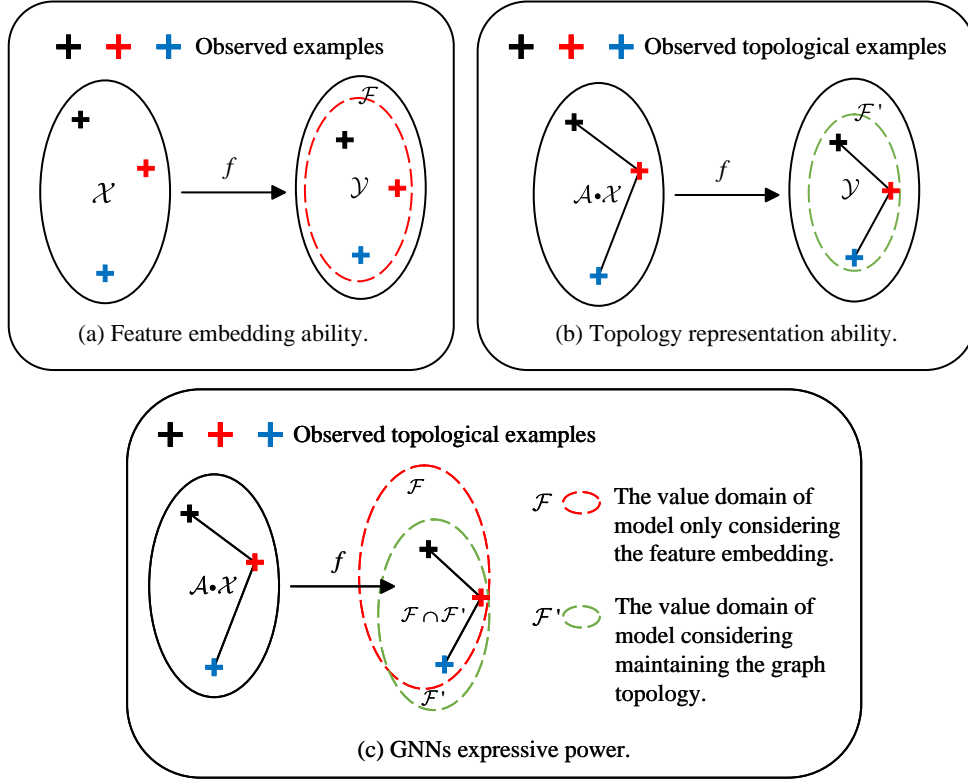 Observed examples
ℱ
𝒳
f
𝒴
(a) Feature embedding ability.
Observed topological examples
ℱ'
𝒜•𝒳
f
𝒴
(b) Topology representation ability.
Observed topological examples
ℱ
𝒜•𝒳
f
ℱ ∩ ℱ'
ℱ'
ℱ The value domain of
model only considering
the feature embedding.
ℱ' The value domain of
model considering
maintaining the graph
topology.
(c) GNNs expressive power.